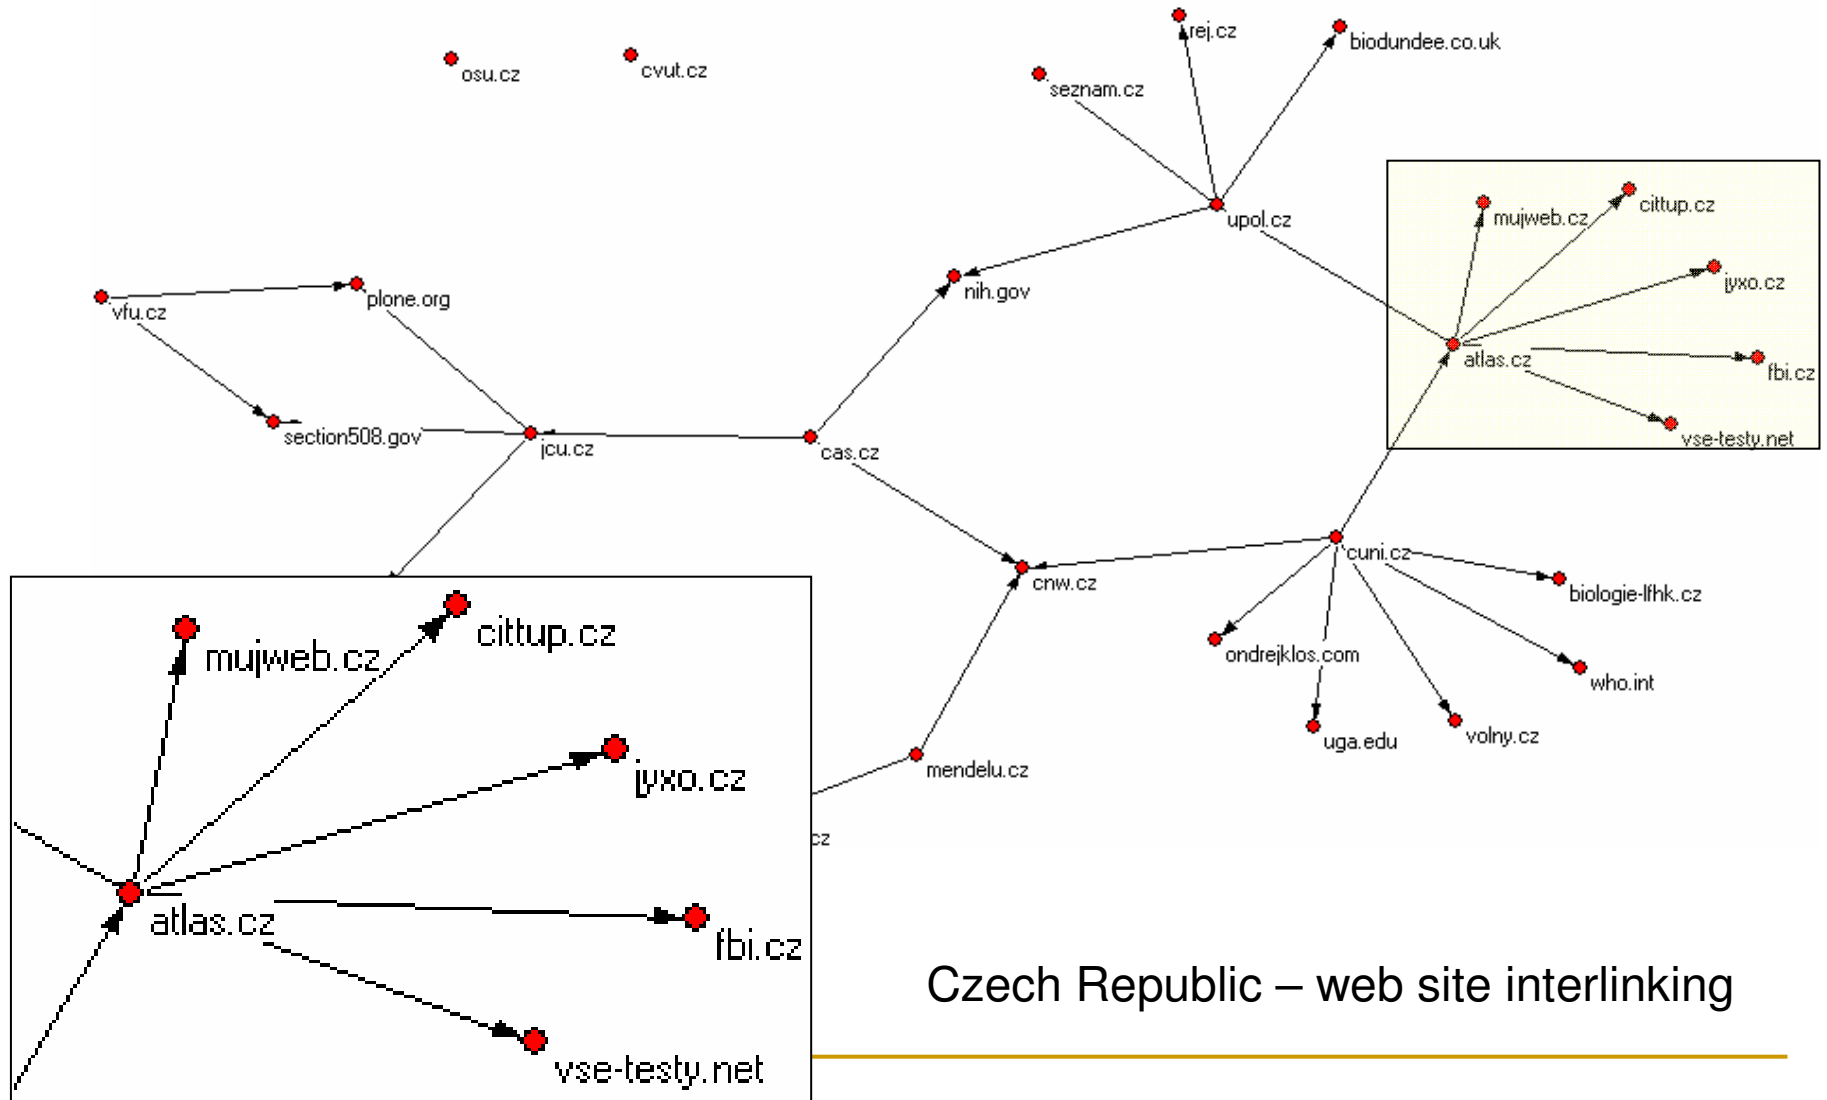 rej.cz
biodundee.co.uk
osu.cz
cvut.cz
seznam.cz
mujweb.cz
cittup.cz
upol.cz
jyxo.cz
nih.gov
plone.org
vfu.cz
atlas.cz
fbi.cz
section508.gov
jcu.cz
cas.cz
vse-testy.net
cuni.cz
cnw.cz
biologie-lfhk.cz
ondrejklos.com
who.int
uga.edu
volny.cz
mendelu.cz
cz
mujweb.cz
cittup.cz
jyxo.cz
atlas.cz
fbi.cz
vse-testy.net
Czech Republic – web site interlinking